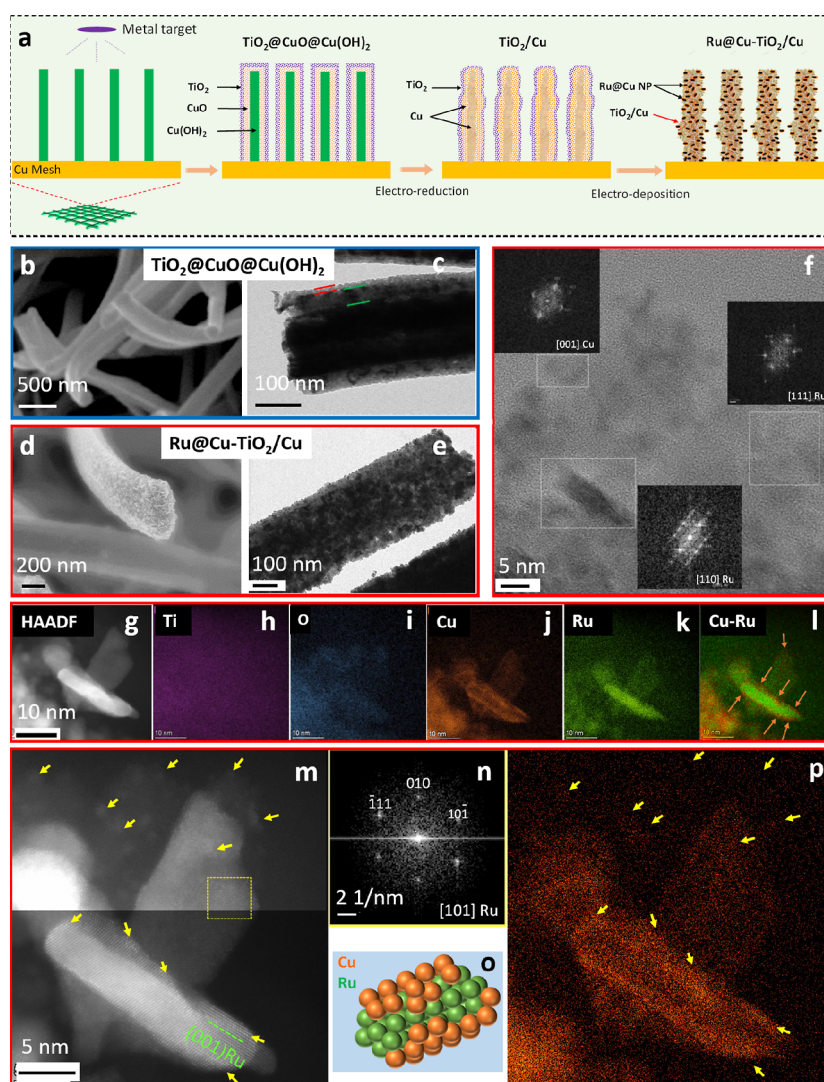 a
Metal target
TiO2@CuO@Cu(OH)2
TiO2/Cu
Ru@Cu-TiO2/Cu
TiO2
CuO
Cu(OH)2
TiO2
Cu
Ru@Cu NP
TiO2/Cu
Cu Mesh
Electro-reduction
Electro-deposition
b
TiO2@CuO@Cu(OH)2
c
500 nm
100 nm
d
Ru@Cu-TiO2/Cu
e
200 nm
100 nm
f
[001] Cu
[111] Ru
[110] Ru
5 nm
HAADF
g
10 nm
Ti
h
10 nm
O
i
10 nm
Cu
j
10 nm
Ru
k
10 nm
Cu-Ru
l
10 nm
m
(001)Ru
5 nm
n
010
1̄11
101̄
2 1/nm
[101] Ru
o
Cu
Ru
p